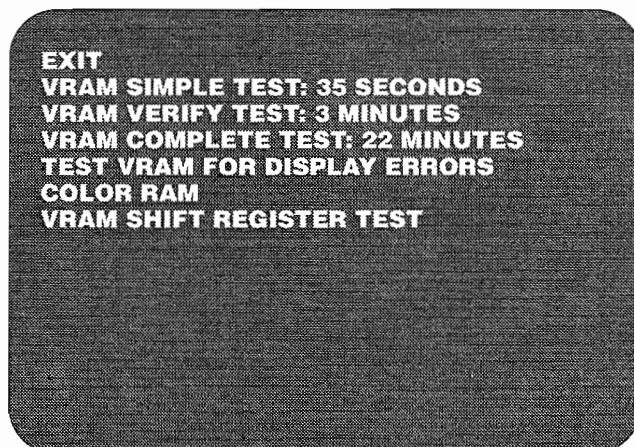 EXIT
VRAM SIMPLE TEST: 35 SECONDS
VRAM VERIFY TEST: 3 MINUTES
VRAM COMPLETE TEST: 22 MINUTES
TEST VRAM FOR DISPLAY ERRORS
COLOR RAM
VRAM SHIFT REGISTER TEST